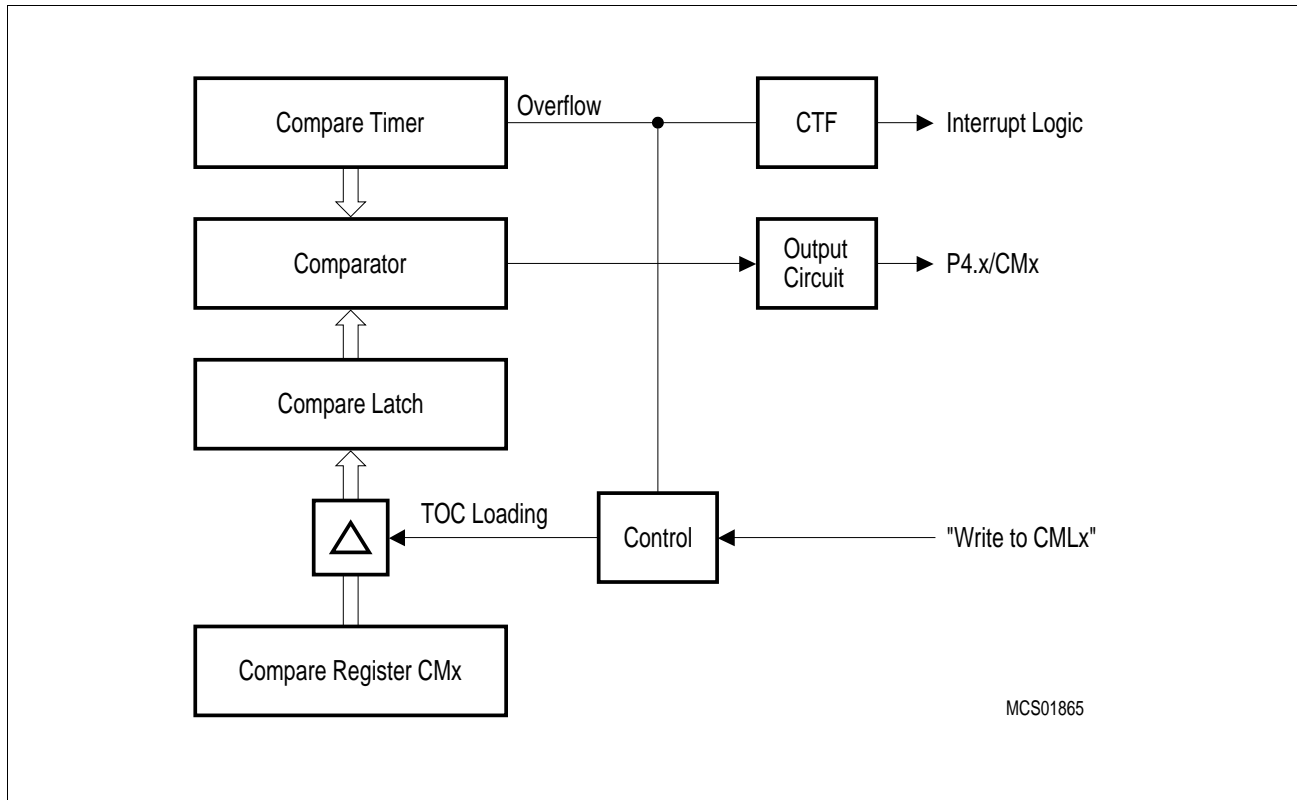 Compare Timer
Overflow
CTF
Interrupt Logic
Comparator
Output
Circuit
P4.x/CMx
Compare Latch
TOC Loading
Control
"Write to CMLx"
Compare Register CMx
MCS01865